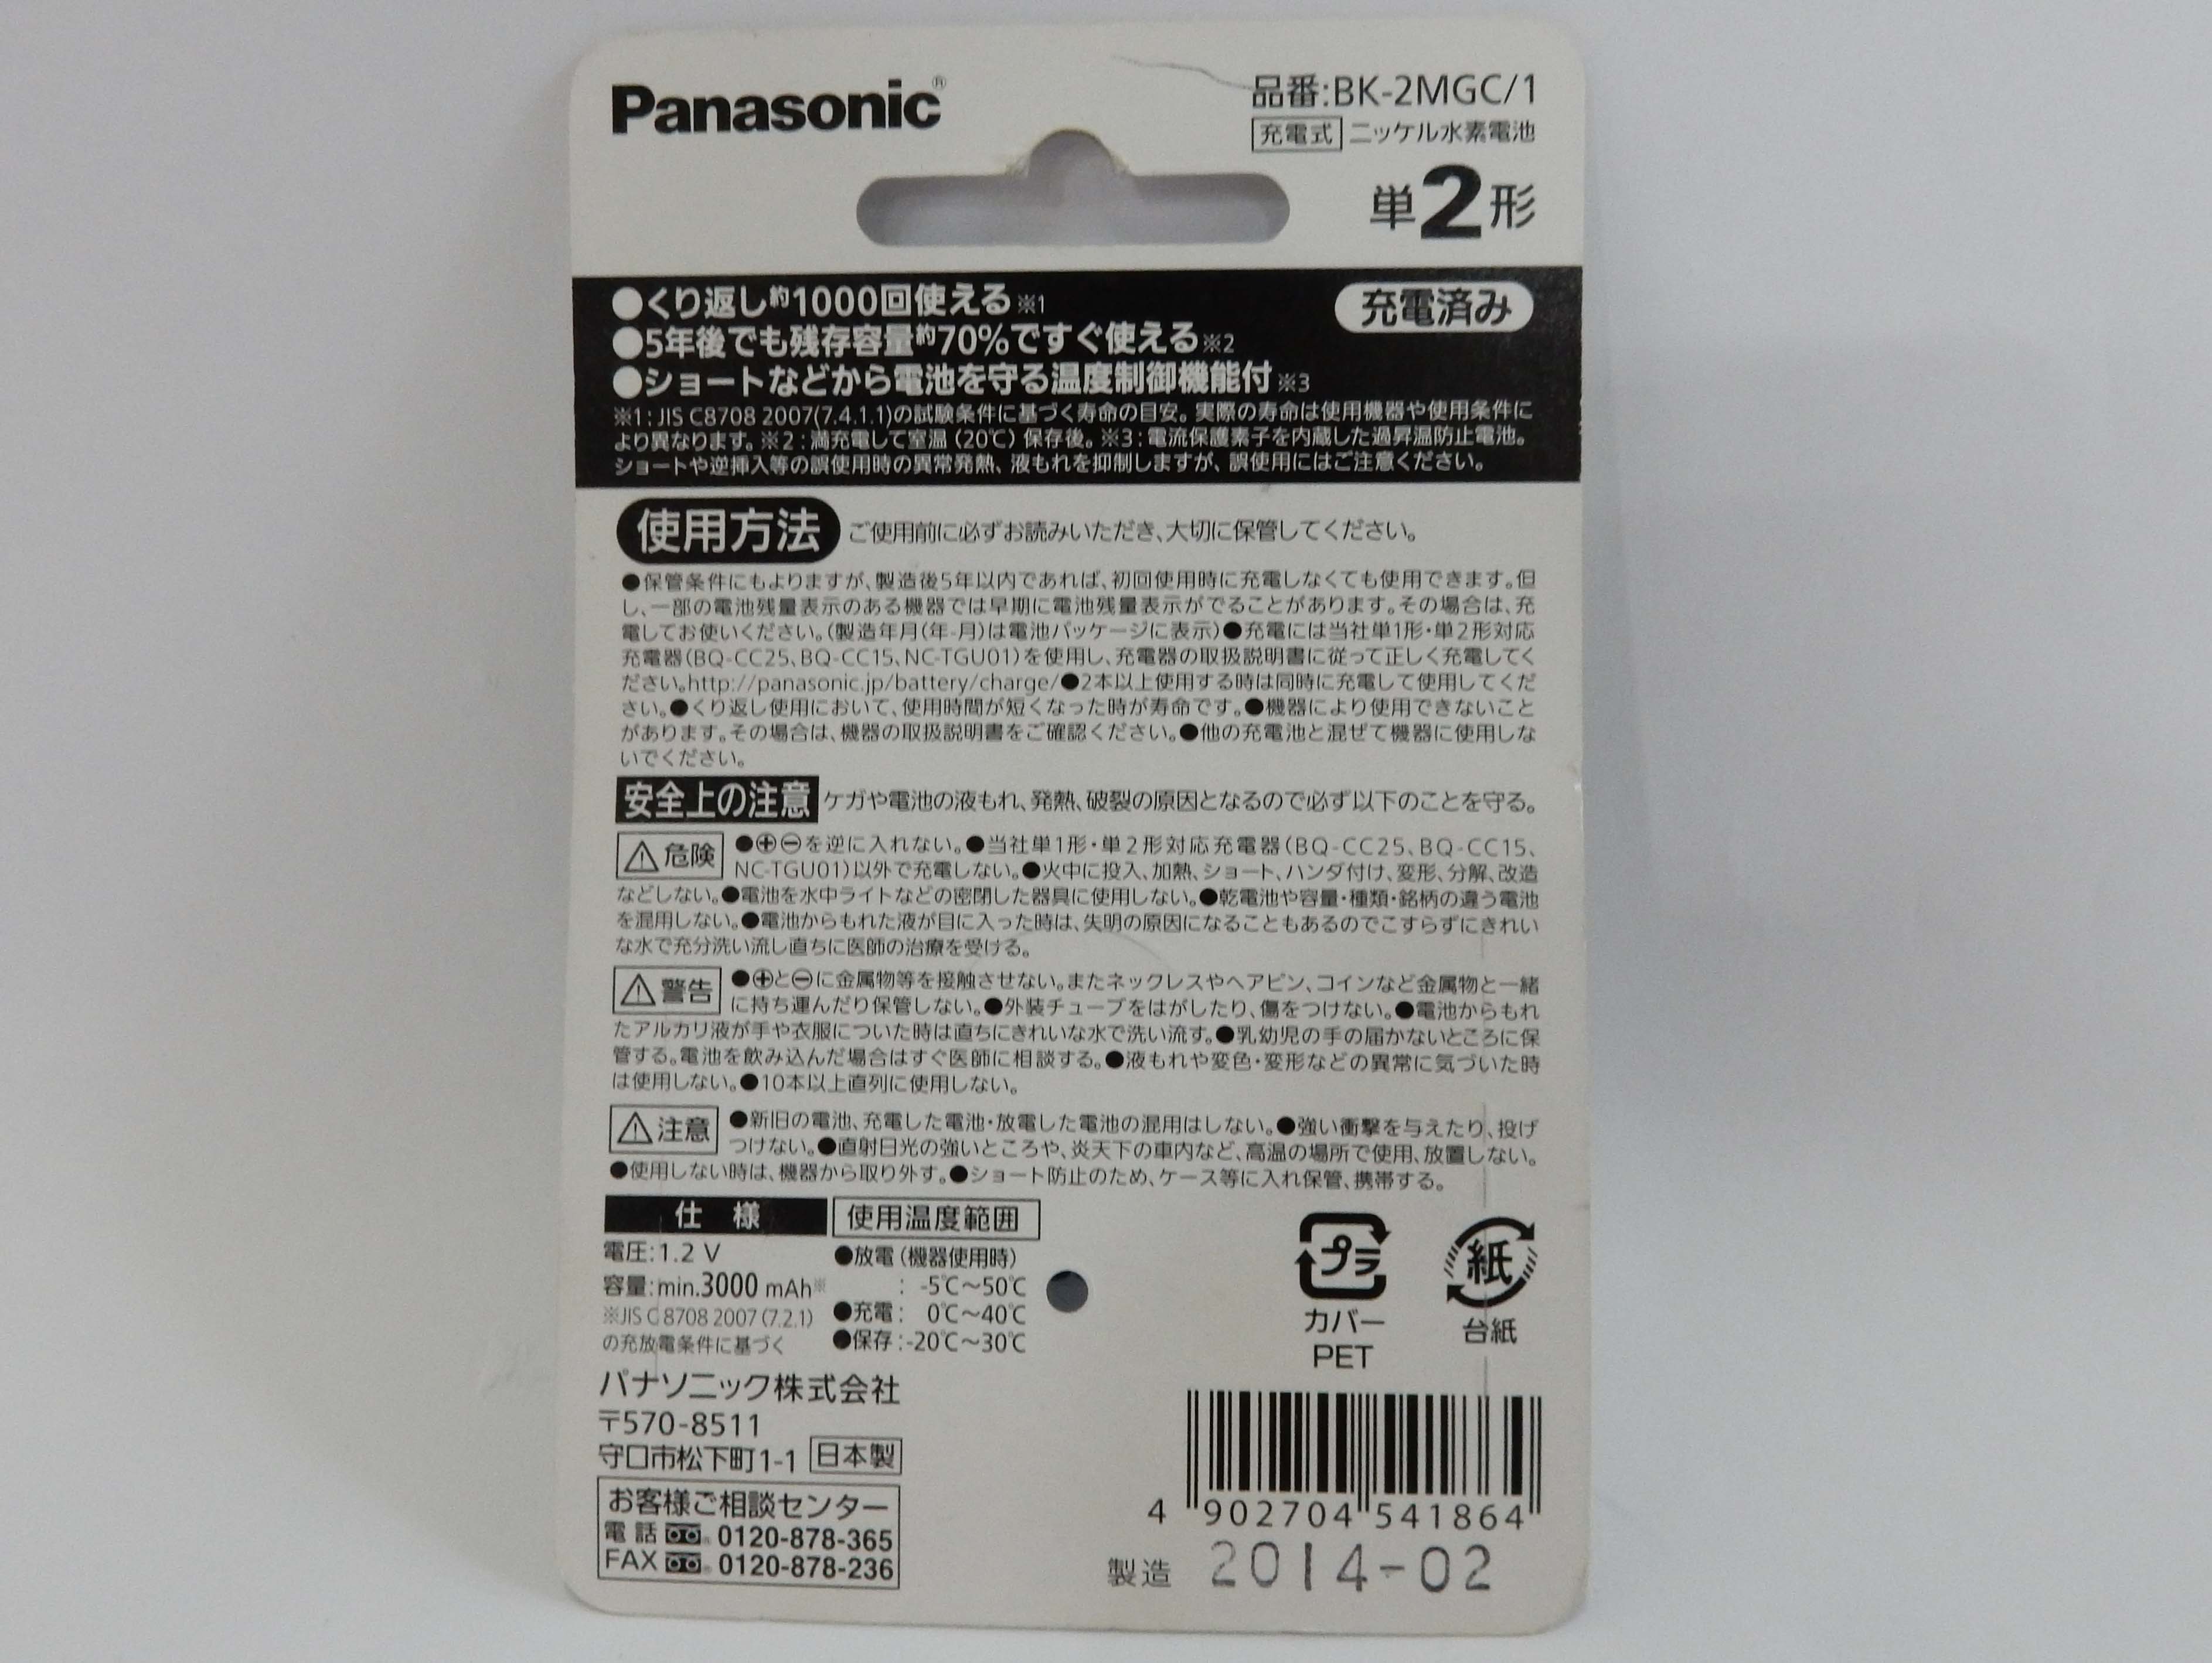 Panasonic®
品番:BK-2MGC/1
充電式 ニッケル水素電池
単2形
●くり返し約1000回使える※1
充電済み
●5年後でも残存容量約70%ですぐ使える※2
●ショートなどから電池を守る温度制御機能付※3
※1:JIS C8708 2007(7.4.1.1)の試験条件に基づく寿命の目安。実際の寿命は使用機器や使用条件に
より異なります。※2:満充電して室温(20℃)保存後。※3:電流保護素子を内蔵した過昇温防止電池。
ショートや逆挿入等の誤使用時の異常発熱、液もれを抑制しますが、誤使用にはご注意ください。
使用方法 ご使用前に必ずお読みいただき、大切に保管してください。
●保管条件にもよりますが、製造後5年以内であれば、初回使用時に充電しなくても使用できます。但
し、一部の電池残量表示のある機器では早期に電池残量表示がでることがあります。その場合は、充
電してお使いください。(製造年月(年-月)は電池パッケージに表示)●充電には当社単1形・単2形対応
充電器(BQ-CC25、BQ-CC15、NC-TGU01)を使用し、充電器の取扱説明書に従って正しく充電してく
ださい。http://panasonic.jp/battery/charge/●2本以上使用する時は同時に充電して使用してくだ
さい。●くり返し使用において、使用時間が短くなった時が寿命です。●機器により使用できないこと
があります。その場合は、機器の取扱説明書をご確認ください。●他の充電池と混ぜて機器に使用しな
いでください。
安全上の注意 ケガや電池の液もれ、発熱、破裂の原因となるので必ず以下のことを守る。
⚠危険 ●⊕⊖を逆に入れない。●当社単1形・単2形対応充電器(BQ-CC25、BQ-CC15、
NC-TGU01)以外で充電しない。●火中に投入、加熱、ショート、ハンダ付け、変形、分解、改造
などしない。●電池を水中ライトなどの密閉した器具に使用しない。●乾電池や容量・種類・銘柄の違う電池
を混用しない。●電池からもれた液が目に入った時は、失明の原因になることもあるのでこすらずにきれい
な水で充分洗い流し直ちに医師の治療を受ける。
⚠警告 ●⊕と⊖に金属物等を接触させない。またネックレスやヘアピン、コインなど金属物と一緒
に持ち運んだり保管しない。●外装チューブをはがしたり、傷をつけない。●電池からもれ
たアルカリ液が手や衣服についた時は直ちにきれいな水で洗い流す。●乳幼児の手の届かないところに保
管する。電池を飲み込んだ場合はすぐ医師に相談する。●液もれや変色・変形などの異常に気づいた時
は使用しない。●10本以上直列に使用しない。
⚠注意 ●新旧の電池、充電した電池・放電した電池の混用はしない。●強い衝撃を与えたり、投げ
つけない。●直射日光の強いところや、炎天下の車内など、高温の場所で使用、放置しない。
●使用しない時は、機器から取り外す。●ショート防止のため、ケース等に入れ保管、携帯する。
仕 様
電圧:1.2 V
容量:min.3000 mAh※
※JIS C 8708 2007 (7.2.1)
の充放電条件に基づく
使用温度範囲
●放電(機器使用時)
: -5℃〜50℃
●充電: 0℃〜40℃
●保存:-20℃〜30℃
プラ
カバー
PET
紙
台紙
パナソニック株式会社
〒570-8511
守口市松下町1-1 日本製
お客様ご相談センター
電話 0120-878-365
FAX 0120-878-236
4 902704 541864
製造 2014-02